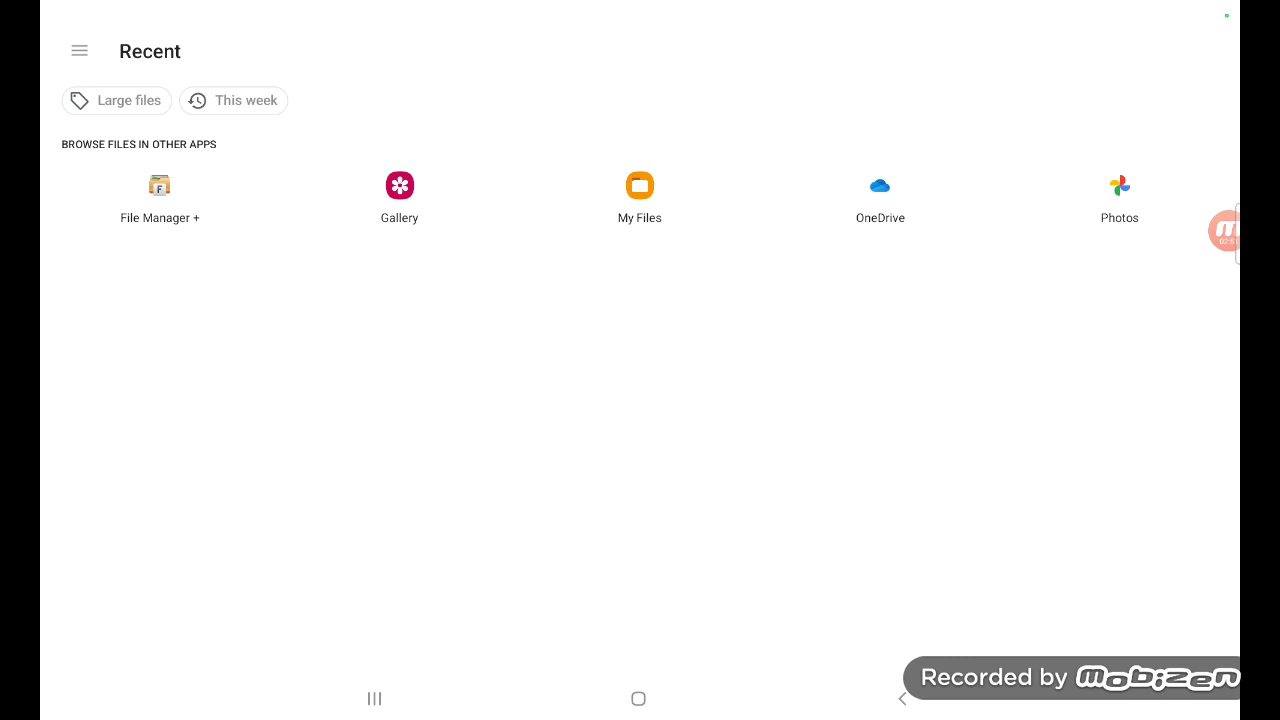 Recent
Large files
This week
BROWSE FILES IN OTHER APPS
File Manager +
Gallery
My Files
OneDrive
Photos
Recorded by mobizen